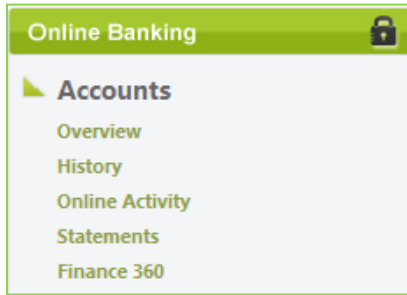 Online Banking
Accounts
Overview
History
Online Activity
Statements
Finance 360